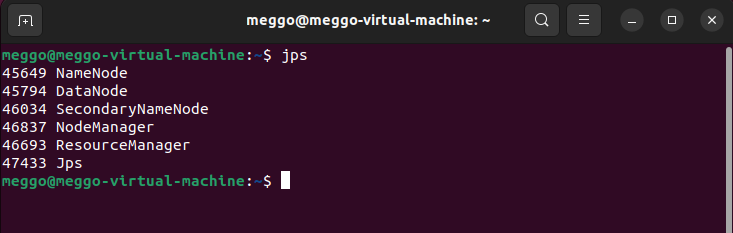 meggo@meggo-virtual-machine: ~
meggo@meggo-virtual-machine:~$ jps
45649 NameNode
45794 DataNode
46034 SecondaryNameNode
46837 NodeManager
46693 ResourceManager
47433 Jps
meggo@meggo-virtual-machine:~$